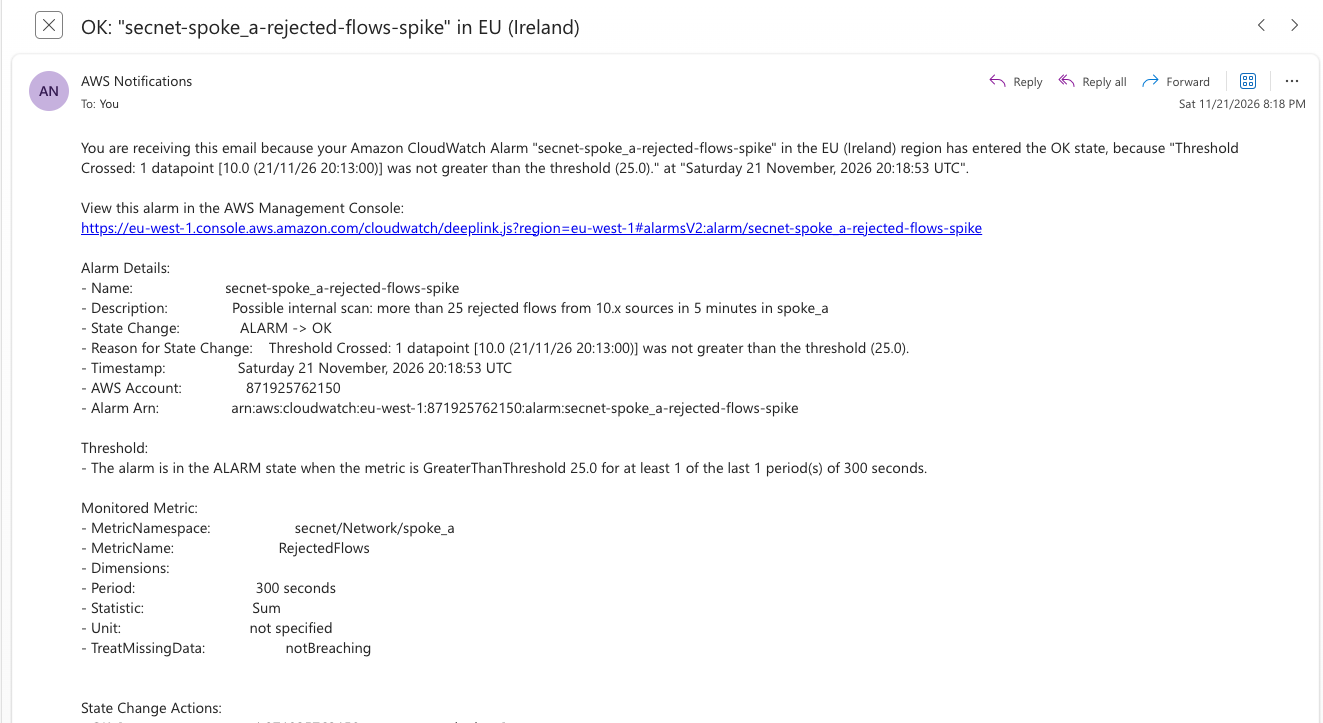 OK: "secnet-spoke_a-rejected-flows-spike" in EU (Ireland)
AN
AWS Notifications
To: You
Reply
Reply all
Forward
Sat 11/21/2026 8:18 PM
You are receiving this email because your Amazon CloudWatch Alarm "secnet-spoke_a-rejected-flows-spike" in the EU (Ireland) region has entered the OK state, because "Threshold
Crossed: 1 datapoint [10.0 (21/11/26 20:13:00)] was not greater than the threshold (25.0)." at "Saturday 21 November, 2026 20:18:53 UTC".
View this alarm in the AWS Management Console:
https://eu-west-1.console.aws.amazon.com/cloudwatch/deeplink.js?region=eu-west-1#alarmsV2:alarm/secnet-spoke_a-rejected-flows-spike
Alarm Details:
- Name: secnet-spoke_a-rejected-flows-spike
- Description: Possible internal scan: more than 25 rejected flows from 10.x sources in 5 minutes in spoke_a
- State Change: ALARM -> OK
- Reason for State Change: Threshold Crossed: 1 datapoint [10.0 (21/11/26 20:13:00)] was not greater than the threshold (25.0).
- Timestamp: Saturday 21 November, 2026 20:18:53 UTC
- AWS Account: 871925762150
- Alarm Arn: arn:aws:cloudwatch:eu-west-1:871925762150:alarm:secnet-spoke_a-rejected-flows-spike
Threshold:
- The alarm is in the ALARM state when the metric is GreaterThanThreshold 25.0 for at least 1 of the last 1 period(s) of 300 seconds.
Monitored Metric:
- MetricNamespace: secnet/Network/spoke_a
- MetricName: RejectedFlows
- Dimensions:
- Period: 300 seconds
- Statistic: Sum
- Unit: not specified
- TreatMissingData: notBreaching
State Change Actions: